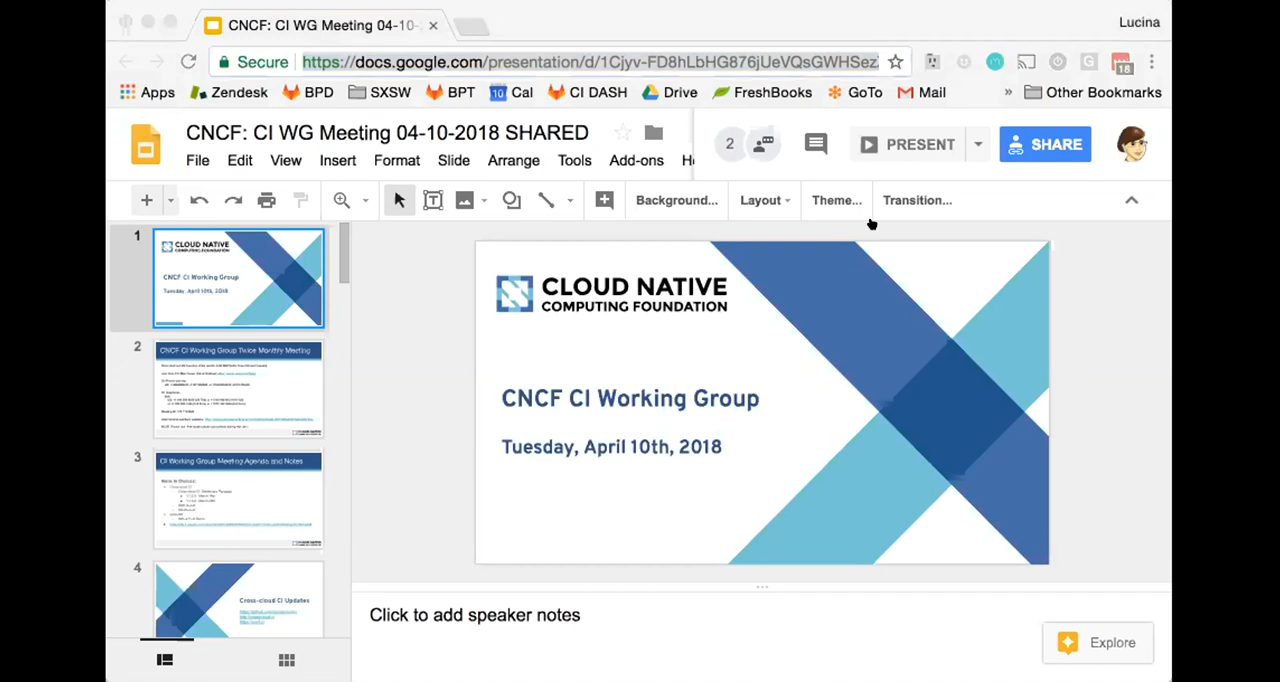 CNCF: CI WG Meeting 04-10-
Lucina
Secure https://docs.google.com/presentation/d/1Cjyv-FD8hLbHG876jUeVQsGWHSez
18
Apps Zendesk BPD SXSW BPT 10 Cal CI DASH Drive FreshBooks GoTo Mail » Other Bookmarks
CNCF: CI WG Meeting 04-10-2018 SHARED
2 PRESENT SHARE
File Edit View Insert Format Slide Arrange Tools Add-ons
Background... Layout Theme... Transition...
1
CLOUD NATIVE
COMPUTING FOUNDATION
CNCF CI Working Group
Tuesday, April 10th, 2018
2
CNCF CI Working Group Twice Monthly Meeting
3
CI Working Group Meeting Agenda and Notes
4
Cross-cloud CI Updates
CLOUD NATIVE
COMPUTING FOUNDATION
CNCF CI Working Group
Tuesday, April 10th, 2018
Click to add speaker notes
Explore